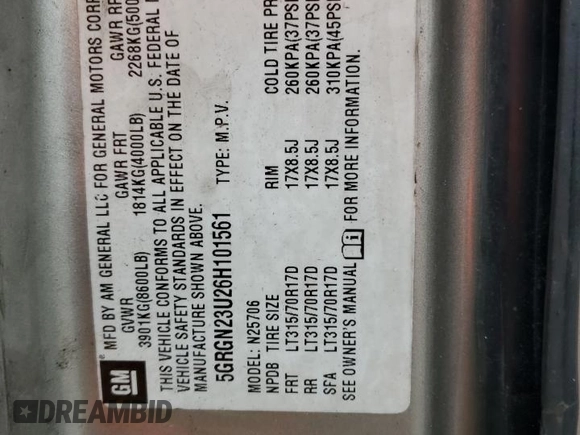 GM
MFD BY AM GENERAL LLC FOR GENERAL MOTORS CORP
GVWR GAWR FRT GAWR RR
3901KG(8600LB) 1814KG(4000LB) 2268KG(500
THIS VEHICLE CONFORMS TO ALL APPLICABLE U.S. FEDERAL
VEHICLE SAFETY STANDARDS IN EFFECT ON THE DATE OF
MANUFACTURE SHOWN ABOVE.
5GRGN23U26H101561 TYPE: M.P.V.
MODEL: N25706
NPDB TIRE SIZE RIM COLD TIRE PR
FRT LT315/70R17D 17X8.5J 260KPA(37PSI
RR LT315/70R17D 17X8.5J 260KPA(37PS
SFA LT315/70R17D 17X8.5J 310KPA(45PS
SEE OWNER'S MANUAL i FOR MORE INFORMATION.
DREAMBID
dreambid.com